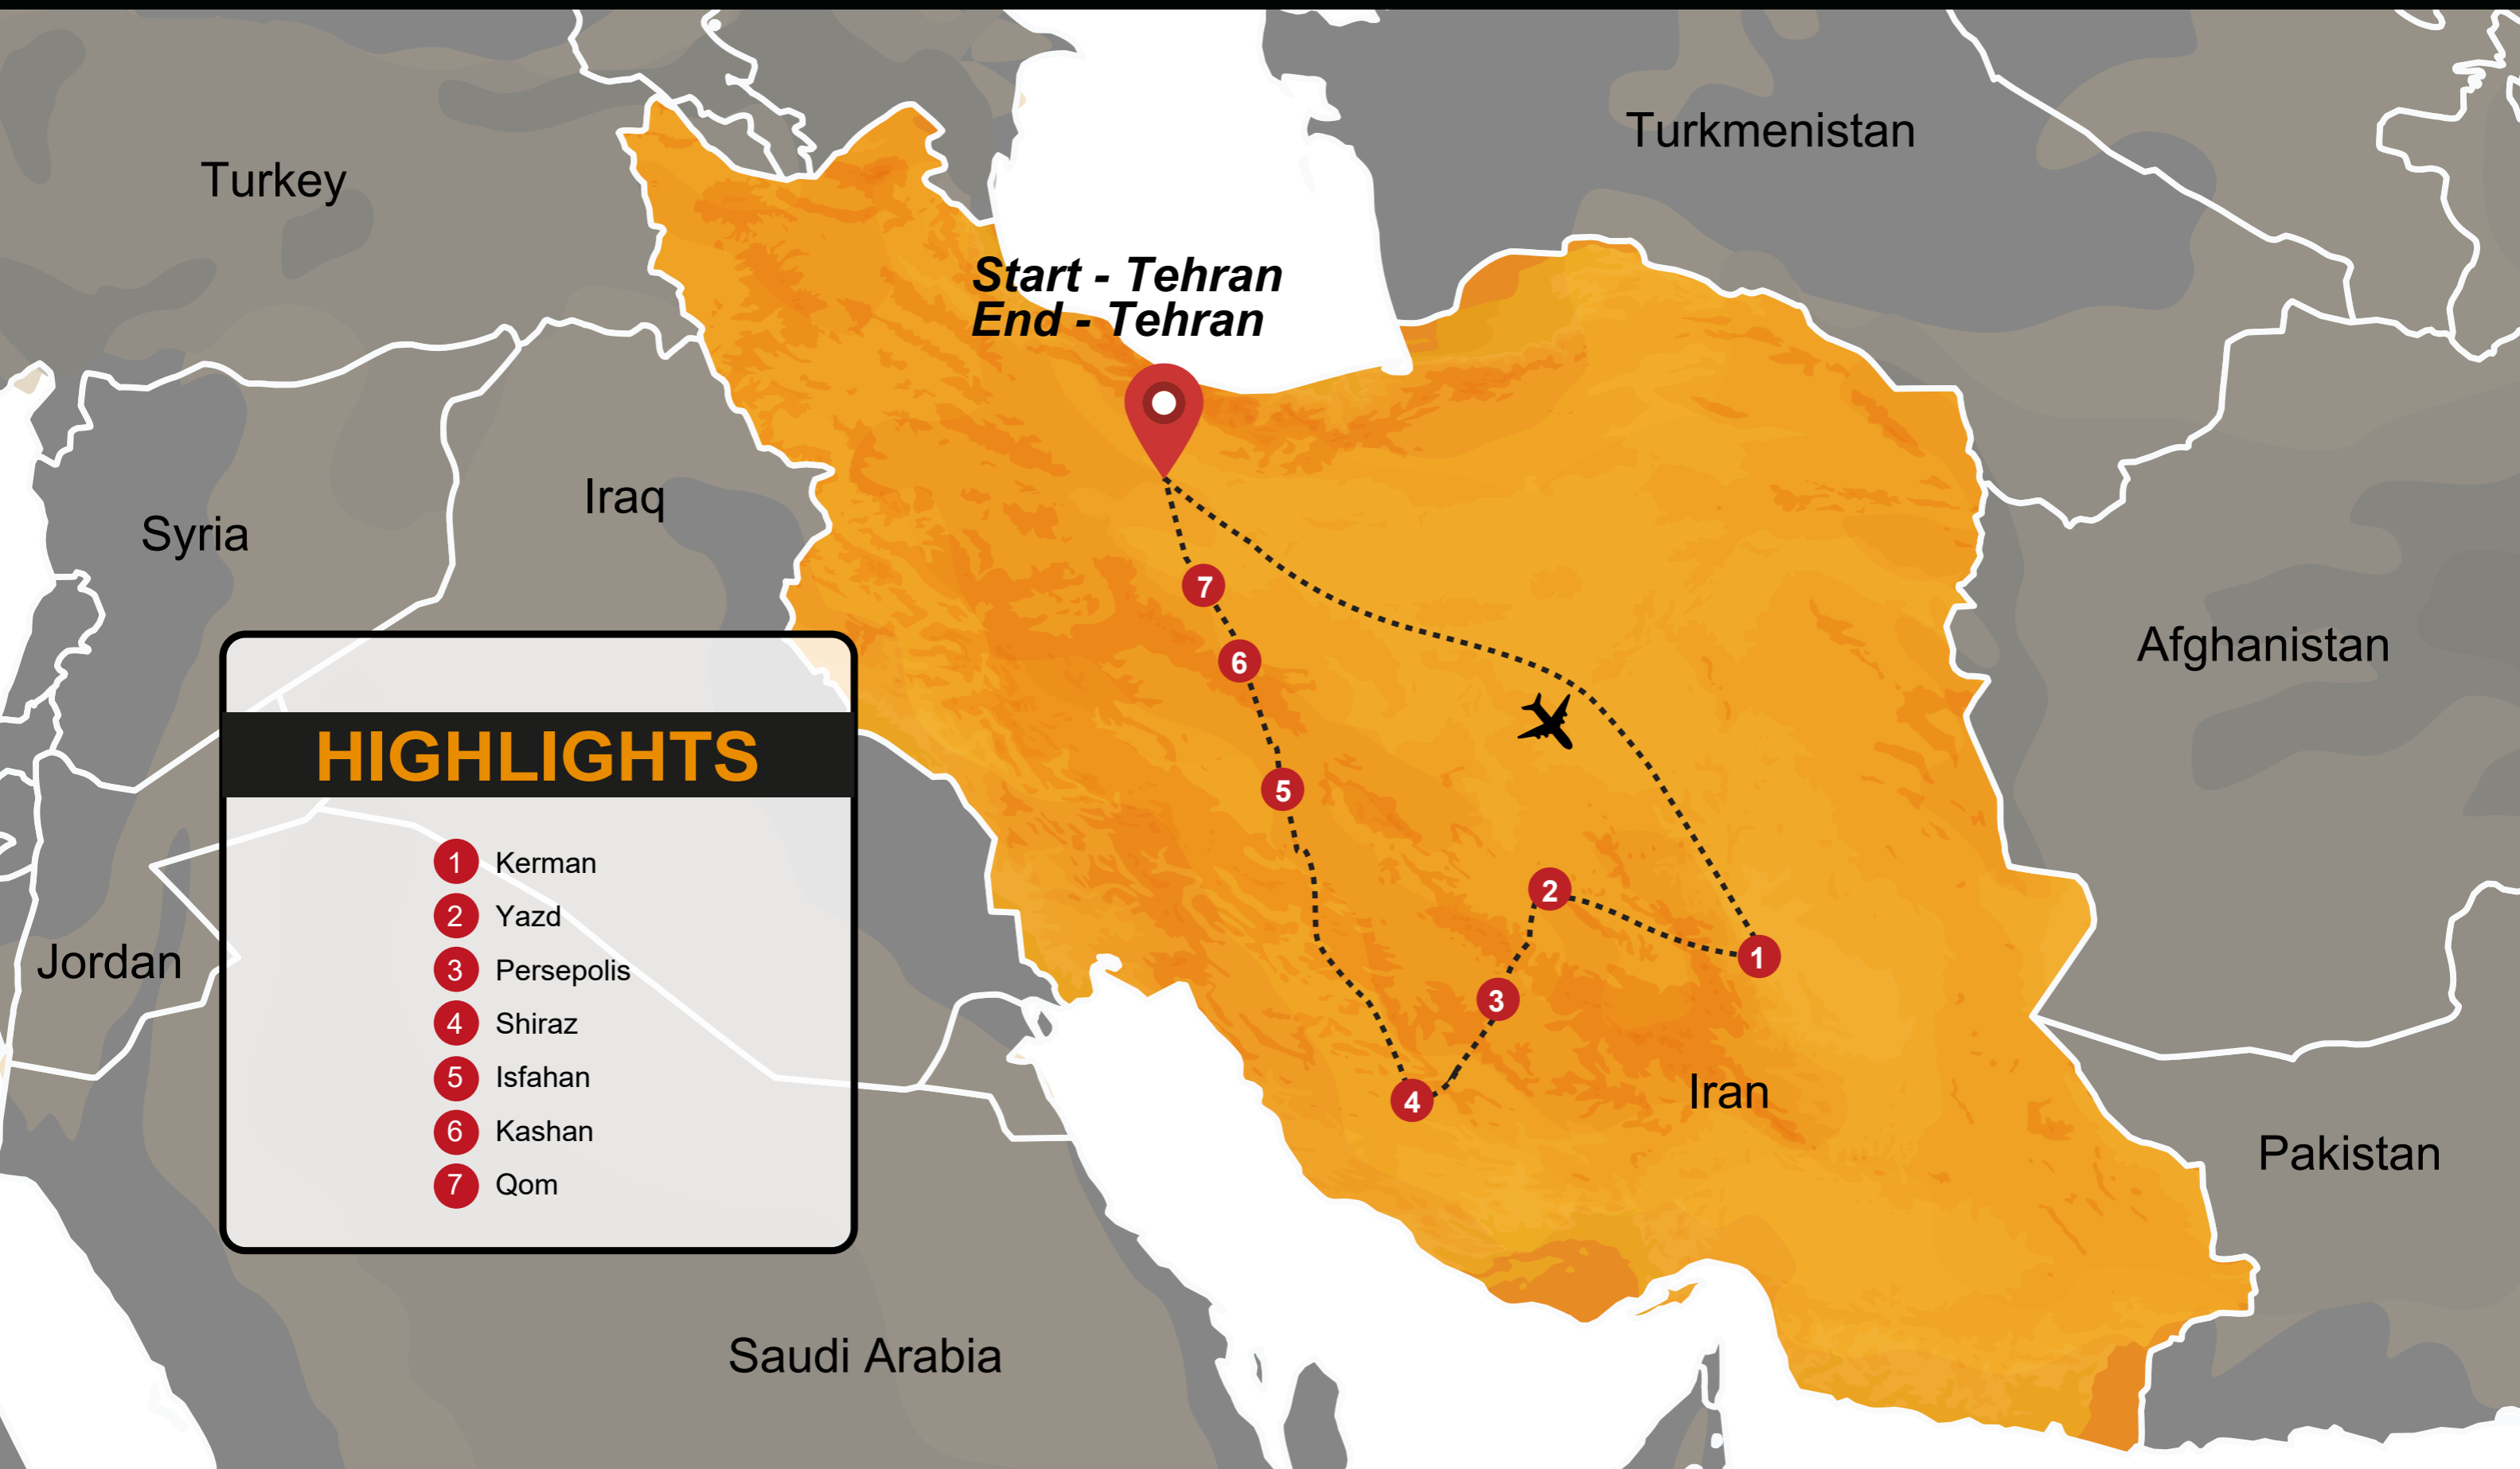 Turkmenistan
Turkey
Start - Tehran
End - Tehran
Iraq
Syria
7
Afghanistan
6
HIGHLIGHTS
5
1 Kerman
2 Yazd
3 Persepolis
4 Shiraz
5 Isfahan
6 Kashan
7 Qom
2
1
Jordan
3
Iran
4
Pakistan
Saudi Arabia